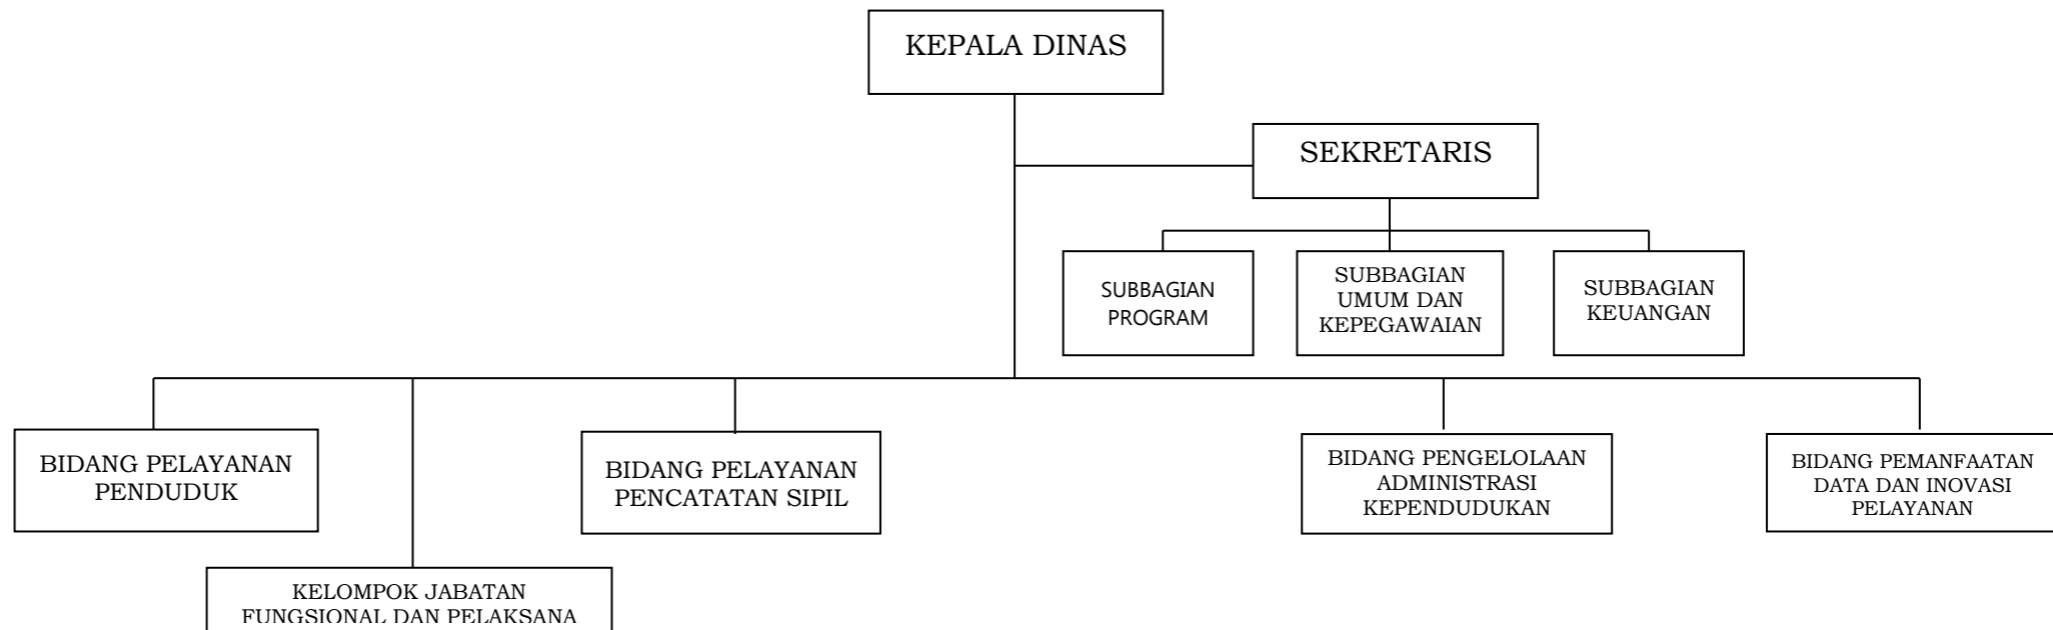 KEPALA DINAS
SEKRETARIS
SUBBAGIAN
PROGRAM
SUBBAGIAN
UMUM DAN
KEPEGAWAIAN
SUBBAGIAN
KEUANGAN
BIDANG PELAYANAN
PENDUDUK
BIDANG PELAYANAN
PENCATATAN SIPIL
BIDANG PENGELOLAAN
ADMINISTRASI
KEPENDUDUKAN
BIDANG PEMANFAATAN
DATA DAN INOVASI
PELAYANAN
KELOMPOK JABATAN
FUNGSIONAL DAN PELAKSANA